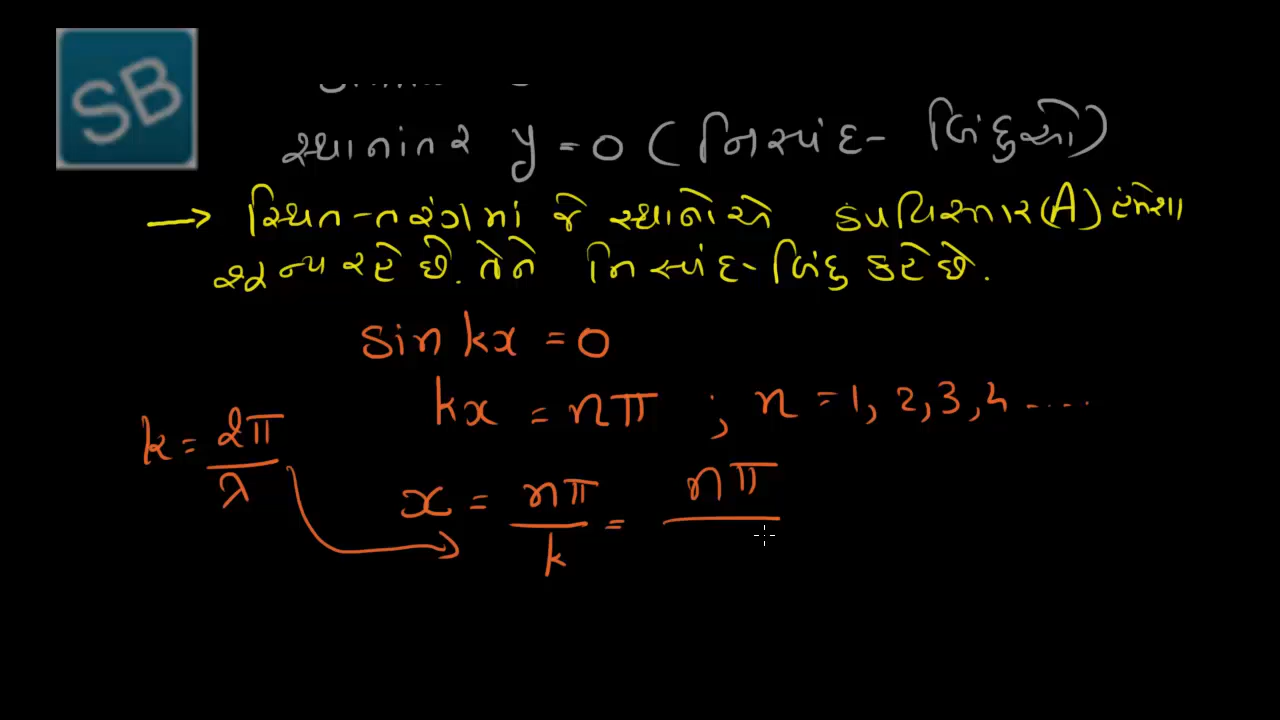 SB
સ્થાનાંતર y = 0 ( નિસ્પંદ - બિંદુઓ )
→ સ્થિત - તરંગમાં જે સ્થાનોએ કંપવિસ્તાર (A) હંમેશા
શૂન્ય રહે છે. તેને નિસ્પંદ - બિંદુ કહે છે.
sin kx = 0
kx = nπ ; n = 1, 2, 3, 4 .....
k = 2π / λ
x = nπ / k = nπ /